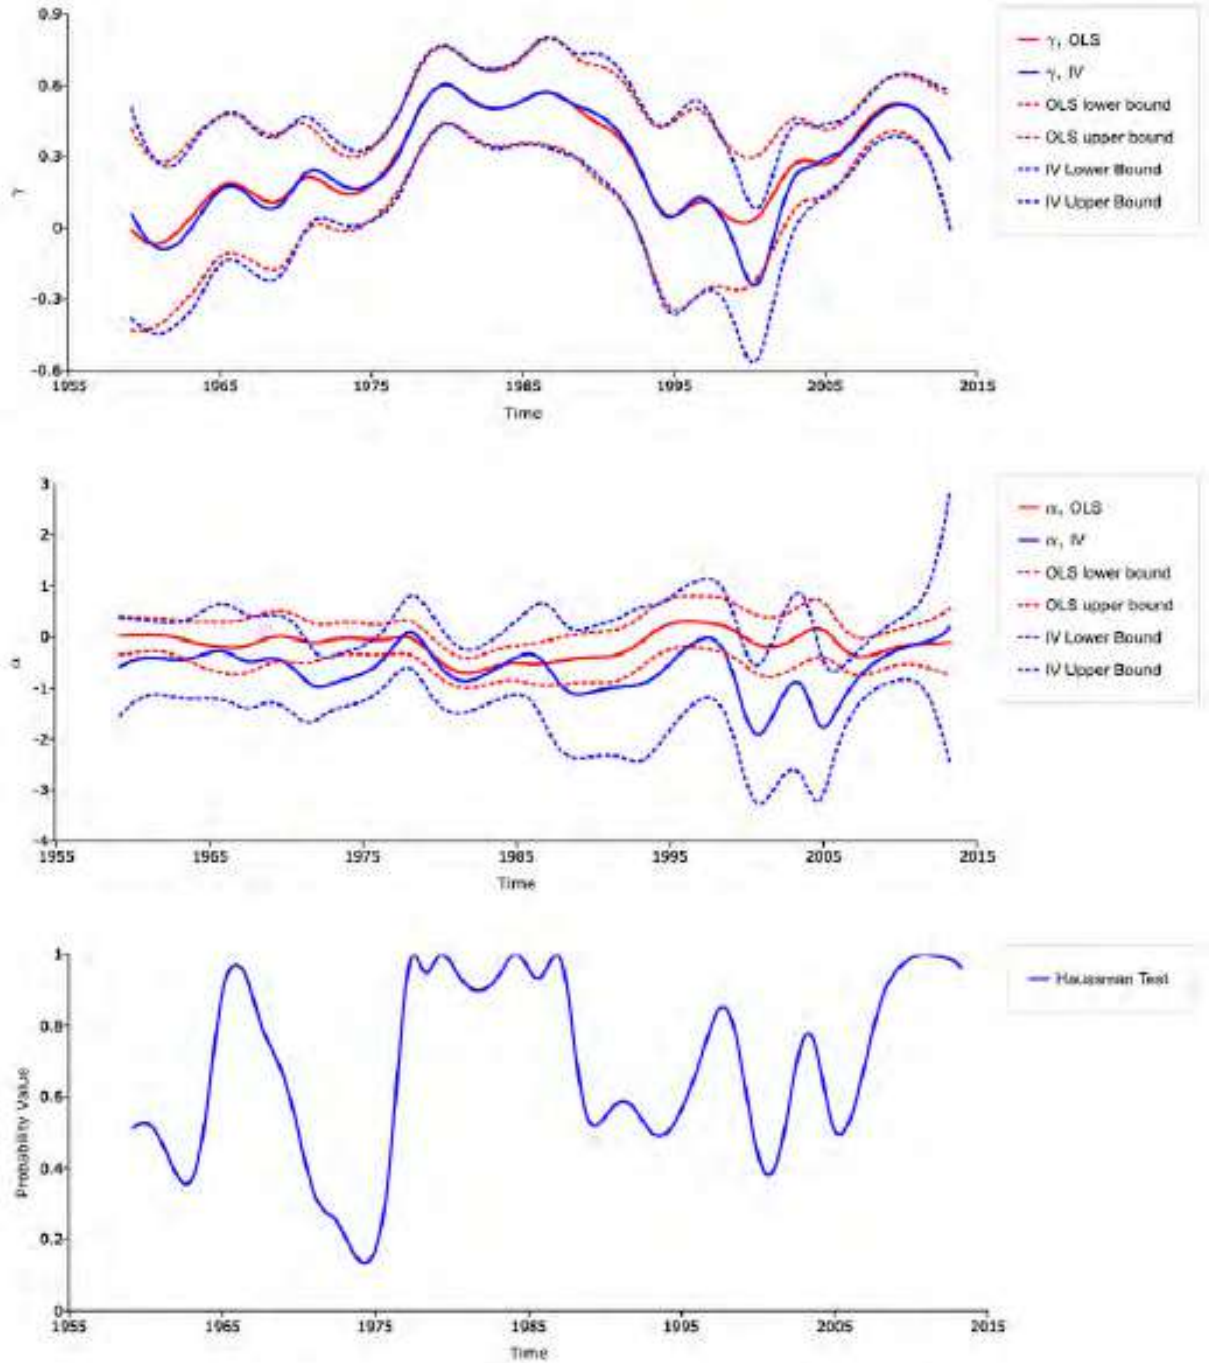 0.9
0.6
0.3
0
-0.3
-0.6
γ
1955 1965 1975 1985 1995 2005 2015
Time
γ, OLS
γ, IV
OLS lower bound
OLS upper bound
IV Lower Bound
IV Upper Bound
3
2
1
0
-1
-2
-3
-4
α
1955 1965 1975 1985 1995 2005 2015
Time
α, OLS
α, IV
OLS lower bound
OLS upper bound
IV Lower Bound
IV Upper Bound
1
0.8
0.6
0.4
0.2
0
Probability Value
1955 1965 1975 1985 1995 2005 2015
Time
Haussman Test